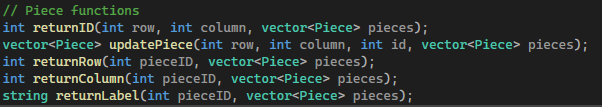 // Piece functions
int returnID(int row, int column, vector<Piece> pieces);
vector<Piece> updatePiece(int row, int column, int id, vector<Piece> pieces);
int returnRow(int pieceID, vector<Piece> pieces);
int returnColumn(int pieceID, vector<Piece> pieces);
string returnLabel(int pieceID, vector<Piece> pieces);